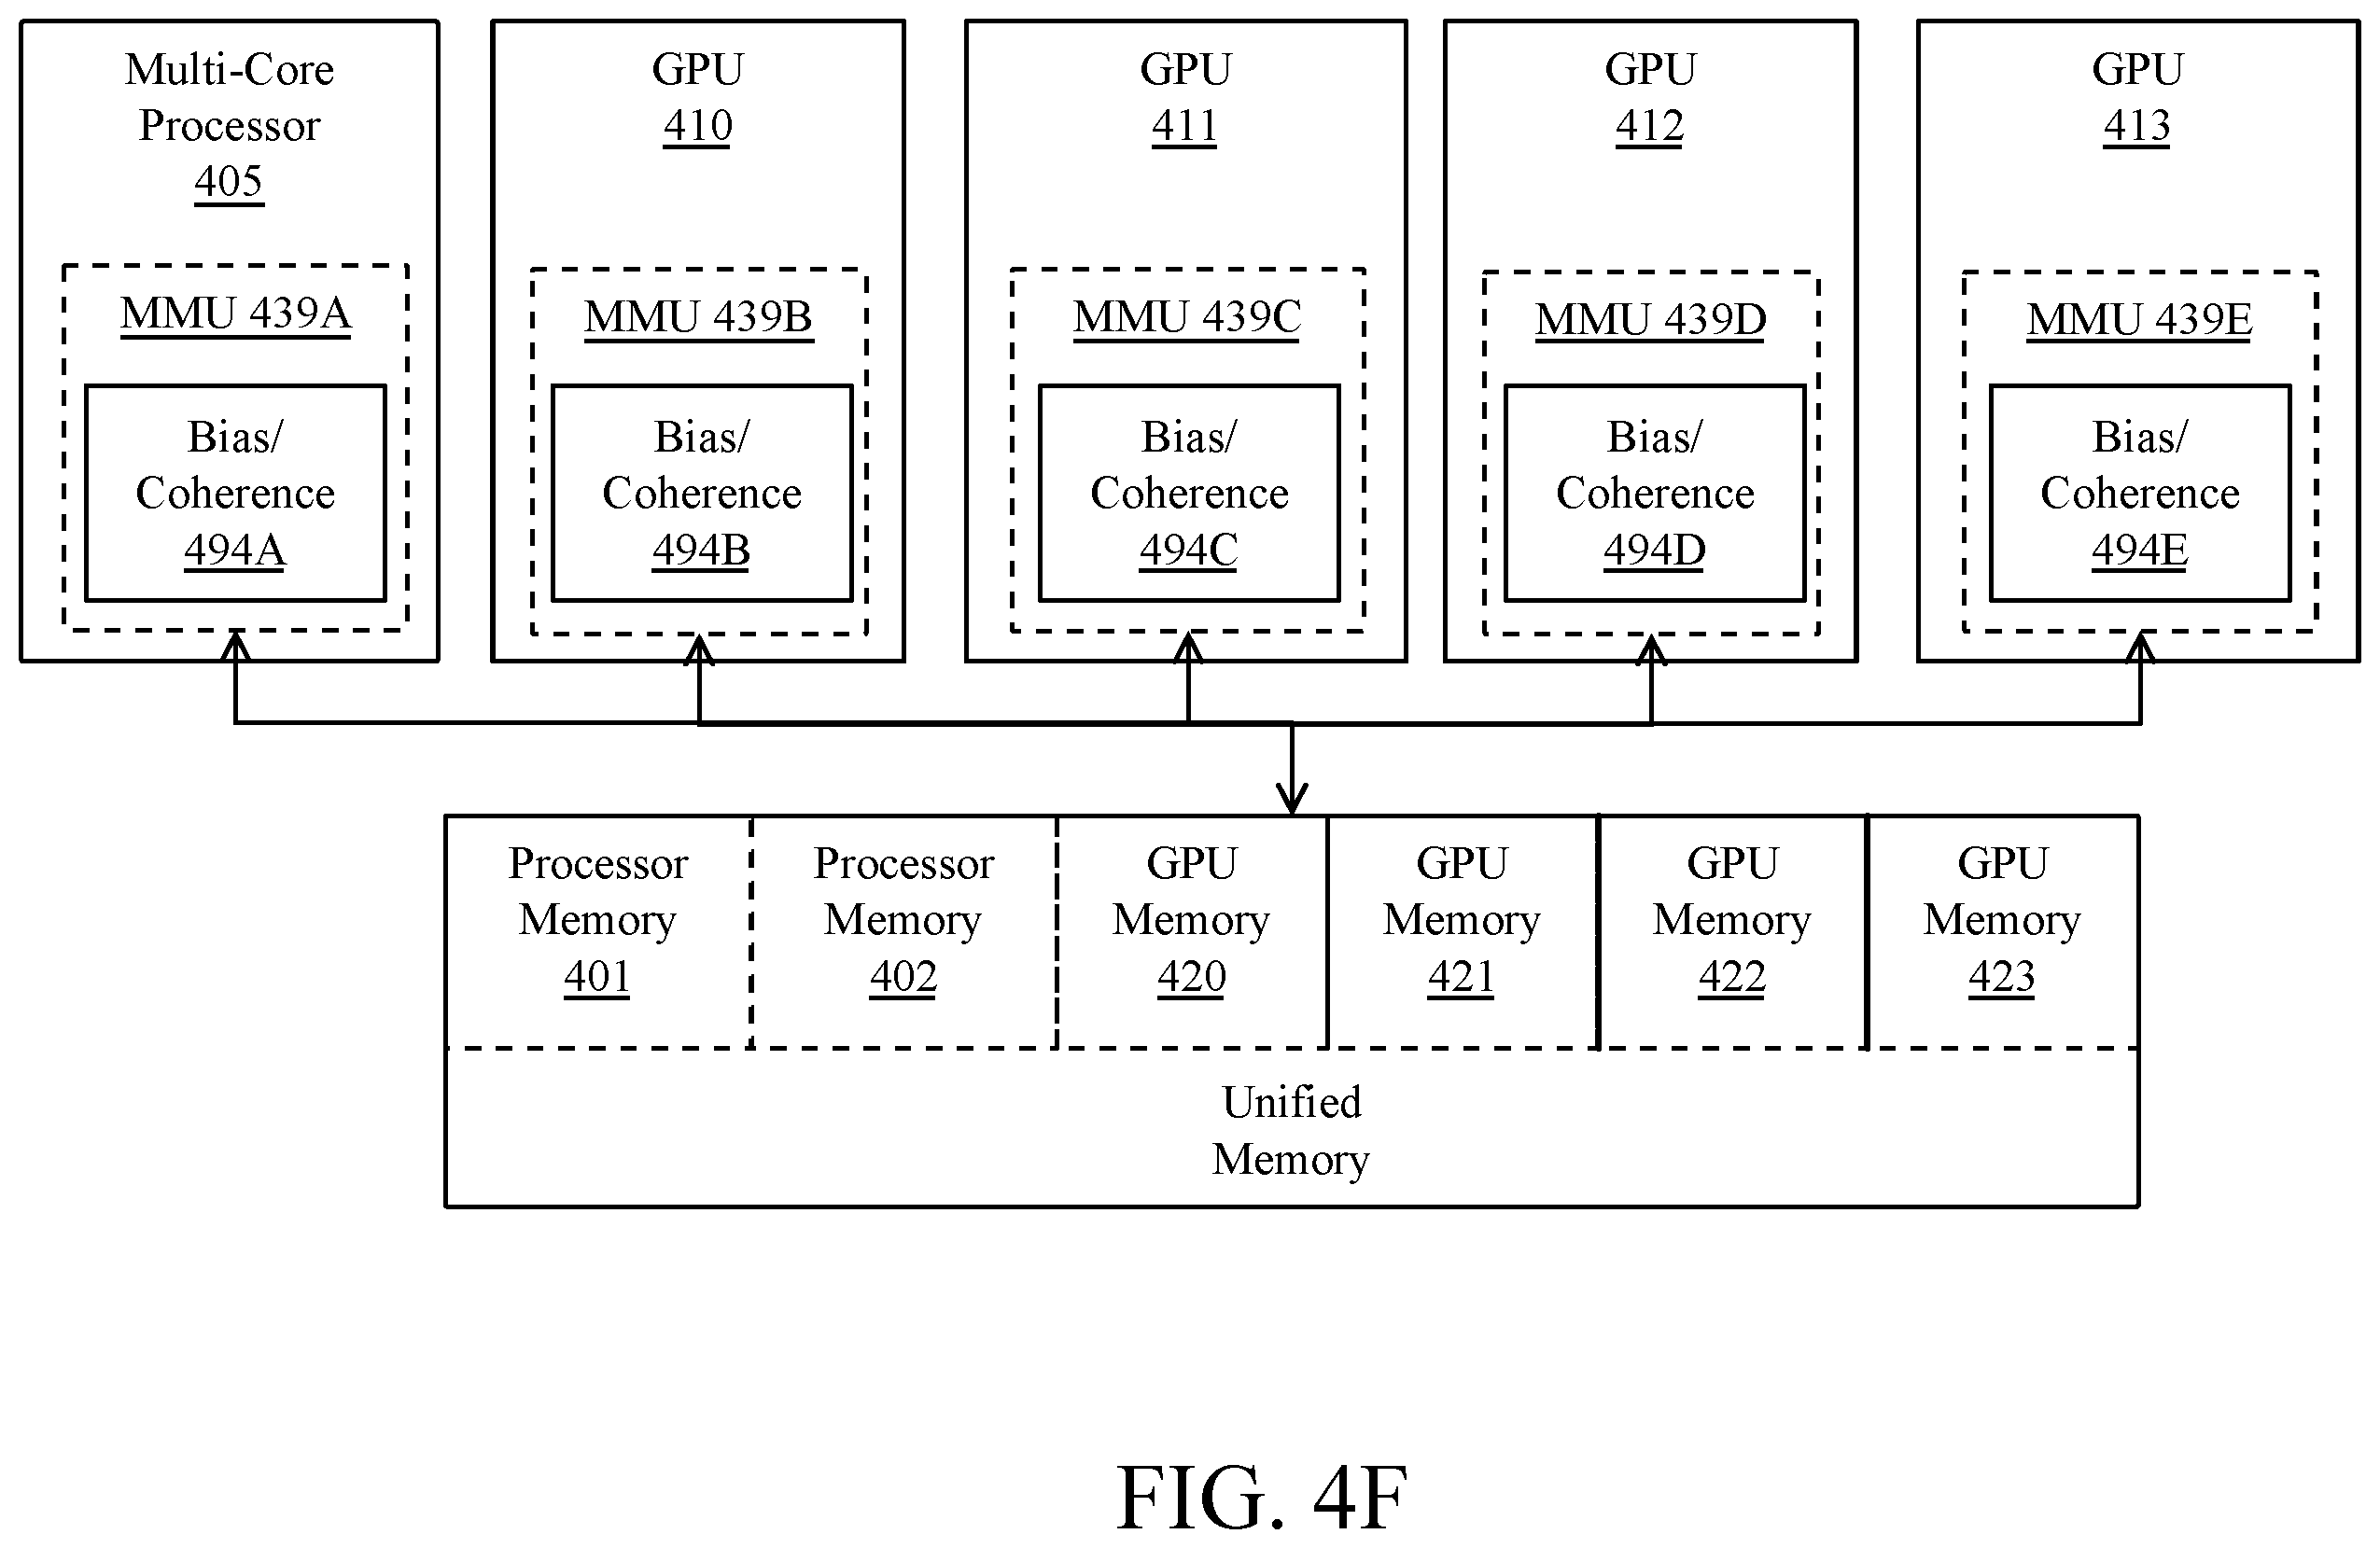 Multi-Core
Processor
405
MMU 439A
Bias/
Coherence
494A
GPU
410
MMU 439B
Bias/
Coherence
494B
GPU
411
MMU 439C
Bias/
Coherence
494C
GPU
412
MMU 439D
Bias/
Coherence
494D
GPU
413
MMU 439E
Bias/
Coherence
494E
Processor
Memory
401
Processor
Memory
402
GPU
Memory
420
GPU
Memory
421
GPU
Memory
422
GPU
Memory
423
Unified
Memory
FIG. 4F